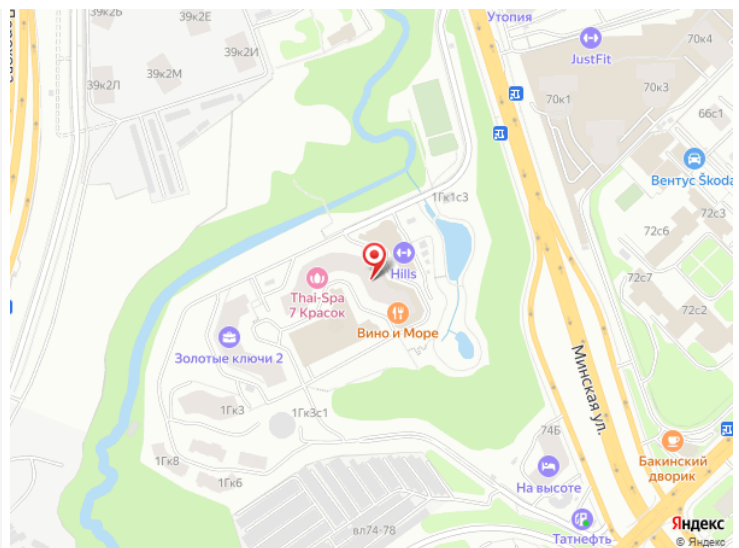 39к2Б
39к2Е
Утопия
39к2И
JustFit
70к4
39к2М
39к2Л
70к1
70к3
66с1
Вентус Škoda
1Гк1с3
72с3
72с6
Hills
72с7
Thai-Spa
7 Красок
72с2
Вино и Море
Золотые ключи 2
Минская ул.
1Гк3
1Гк3с1
74Б
1Гк8
Бакинский
дворик
1Гк6
На высоте
Яндекс
вл74-78
Татнефть
© Яндекс